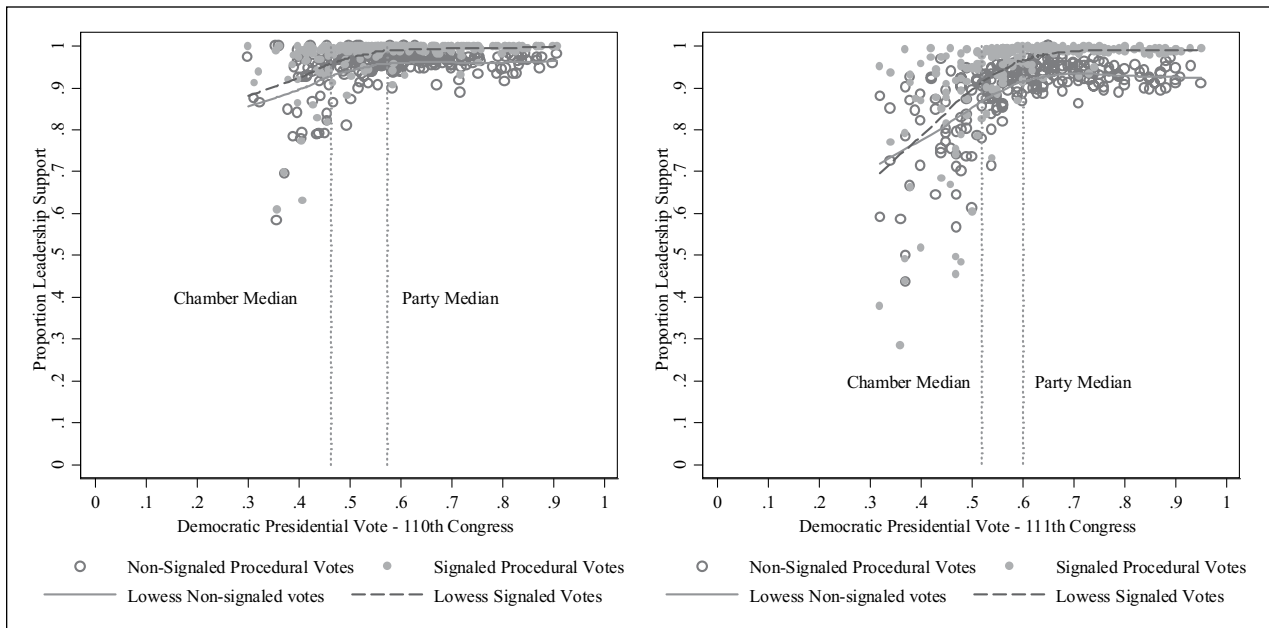 Proportion Leadership Support
1
.9
.8
.7
.6
.5
.4
.3
.2
.1
0
Chamber Median
Party Median
0 .1 .2 .3 .4 .5 .6 .7 .8 .9 1
Democratic Presidential Vote - 110th Congress
Non-Signaled Procedural Votes
Signaled Procedural Votes
Lowess Non-signaled votes
Lowess Signaled Votes
Proportion Leadership Support
1
.9
.8
.7
.6
.5
.4
.3
.2
.1
0
Chamber Median
Party Median
0 .1 .2 .3 .4 .5 .6 .7 .8 .9 1
Democratic Presidential Vote - 111th Congress
Non-Signaled Procedural Votes
Signaled Procedural Votes
Lowess Non-signaled votes
Lowess Signaled Votes